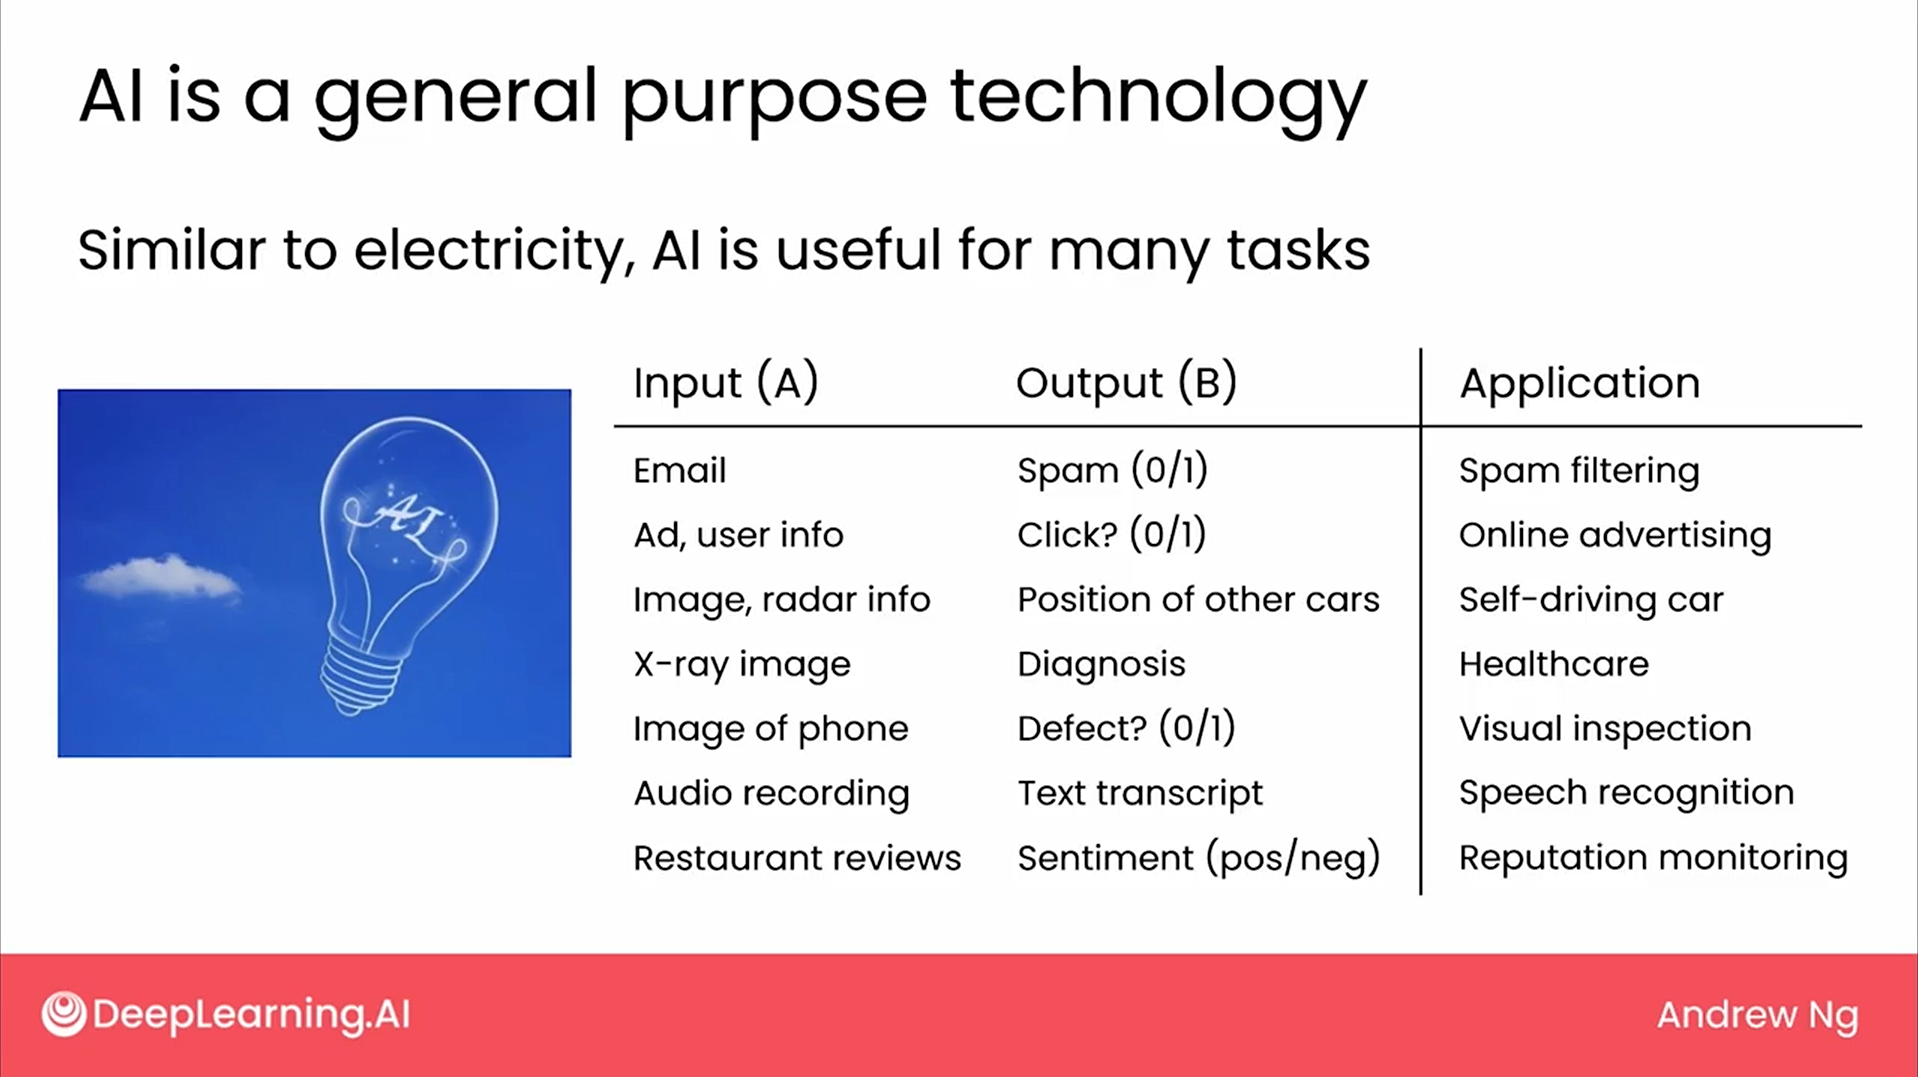 AI is a general purpose technology
Similar to electricity, AI is useful for many tasks
AI
Input (A) Output (B) Application
Email Spam (0/1) Spam filtering
Ad, user info Click? (0/1) Online advertising
Image, radar info Position of other cars Self-driving car
X-ray image Diagnosis Healthcare
Image of phone Defect? (0/1) Visual inspection
Audio recording Text transcript Speech recognition
Restaurant reviews Sentiment (pos/neg) Reputation monitoring
DeepLearning.AI Andrew Ng